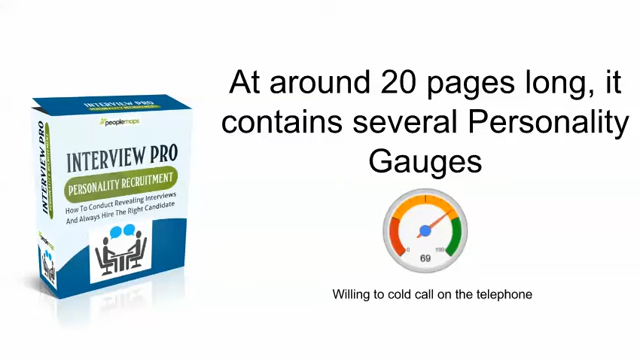 At around 20 pages long, it
contains several Personality
Gauges
INTERVIEW PRO
INTERVIEW PRO
peoplemaps
INTERVIEW PRO
PERSONALITY RECRUITMENT
How To Conduct Revealing Interviews
And Always Hire The Right Candidate
0
100
69
Willing to cold call on the telephone